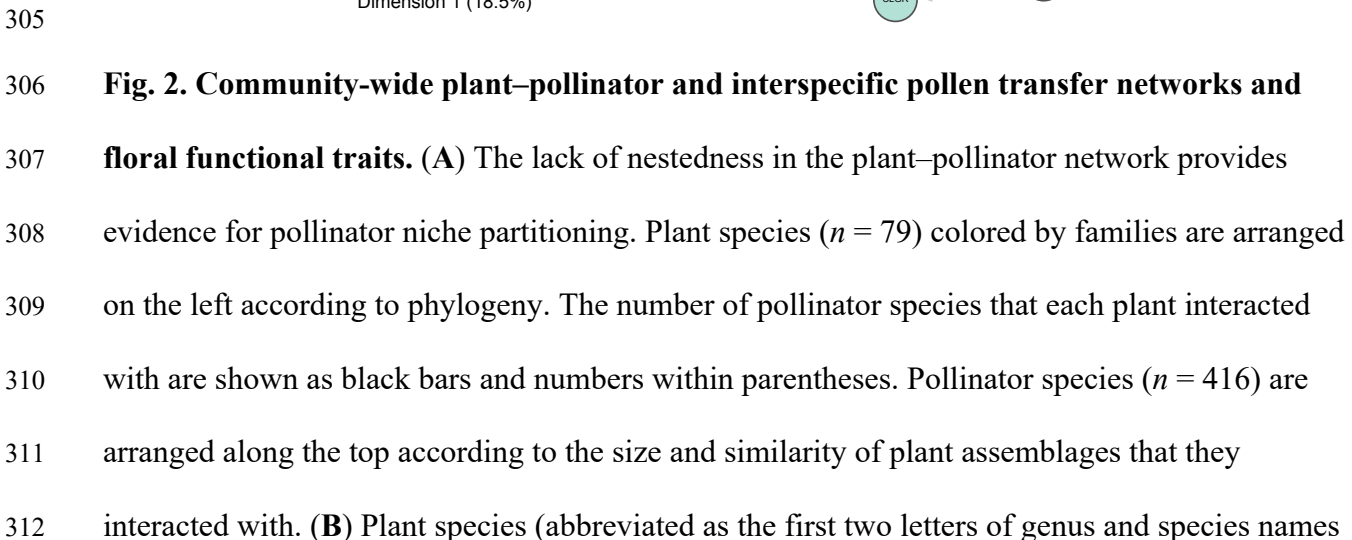 Dimension 1 (18.5%)
305
306 Fig. 2. Community-wide plant–pollinator and interspecific pollen transfer networks and
307 floral functional traits. (A) The lack of nestedness in the plant–pollinator network provides
308 evidence for pollinator niche partitioning. Plant species (n = 79) colored by families are arranged
309 on the left according to phylogeny. The number of pollinator species that each plant interacted
310 with are shown as black bars and numbers within parentheses. Pollinator species (n = 416) are
311 arranged along the top according to the size and similarity of plant assemblages that they
312 interacted with. (B) Plant species (abbreviated as the first two letters of genus and species names